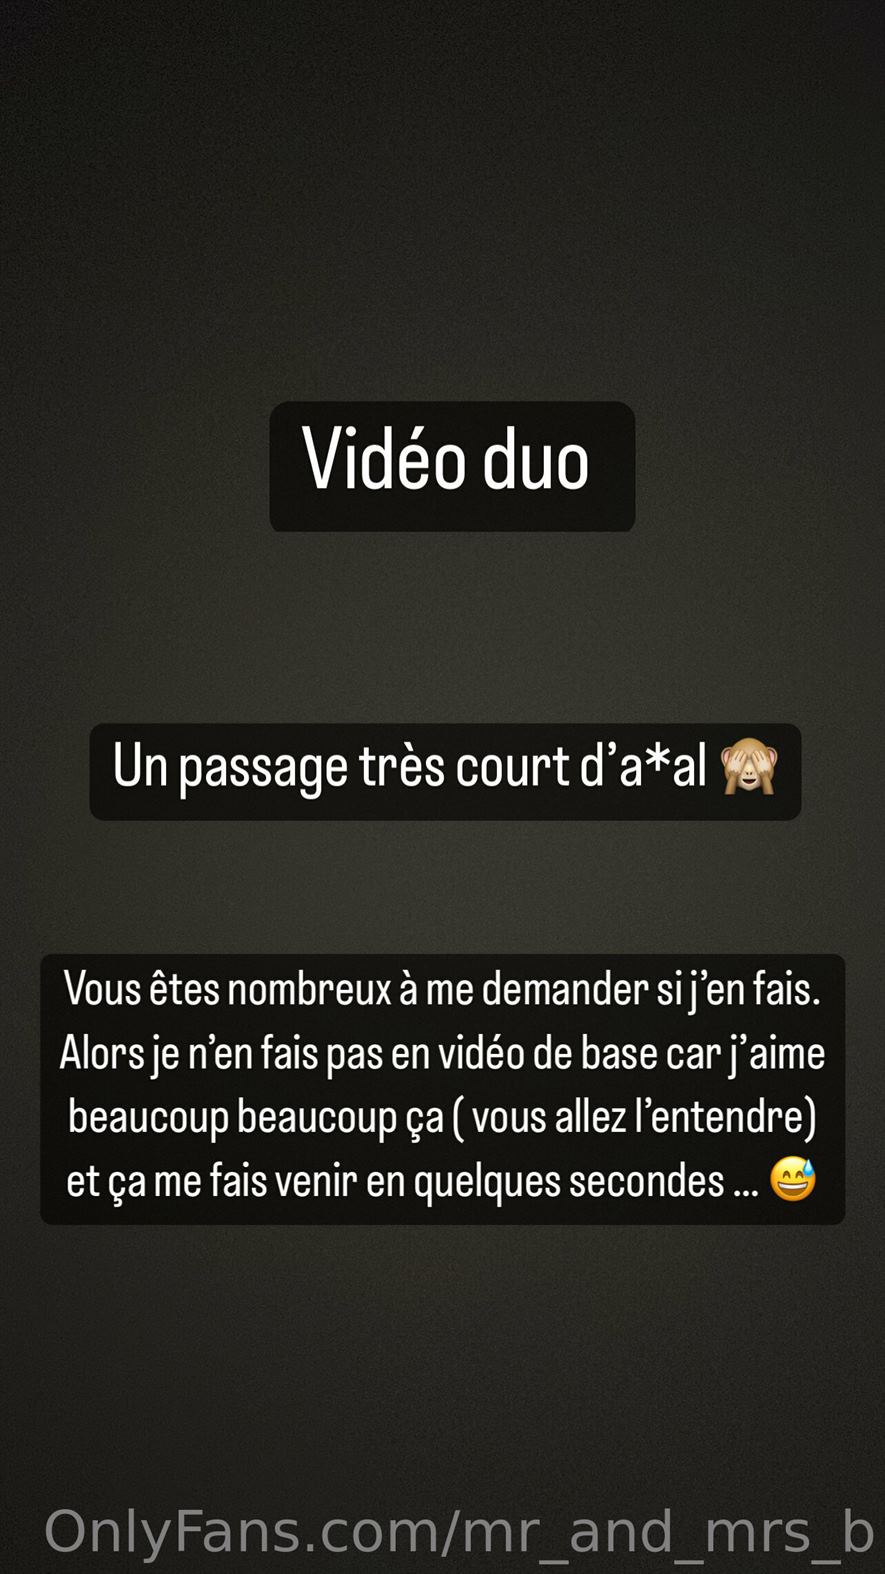 Vidéo duo
Un passage très court d’a*al 🙈
Vous êtes nombreux à me demander si j’en fais.
Alors je n’en fais pas en vidéo de base car j’aime
beaucoup beaucoup ça ( vous allez l’entendre)
et ça me fais venir en quelques secondes ... 😅
OnlyFans.com/mr_and_mrs_b